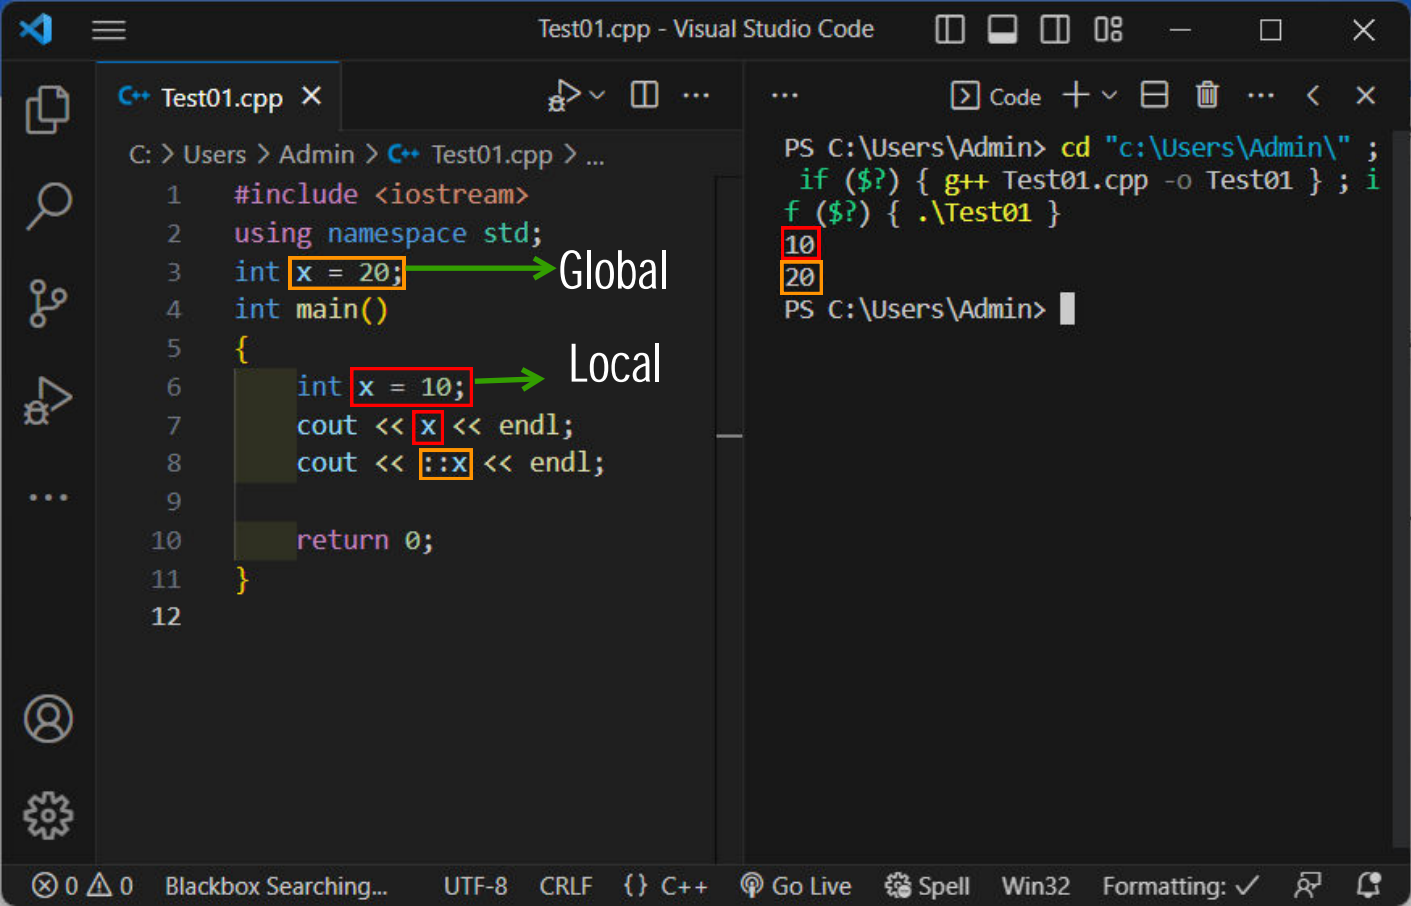 Test01.cpp - Visual Studio Code
C++ Test01.cpp
C: > Users > Admin > C++ Test01.cpp > ...
1 #include <iostream>
2 using namespace std;
3 int x = 20;
Global
4 int main()
5 {
6 int x = 10;
Local
7 cout << x << endl;
8 cout << ::x << endl;
9
10 return 0;
11 }
12
Code
PS C:\Users\Admin> cd "c:\Users\Admin\" ;
if ($?) { g++ Test01.cpp -o Test01 } ; i
f ($?) { .\Test01 }
10
20
PS C:\Users\Admin>
0 0 Blackbox Searching... UTF-8 CRLF {} C++ Go Live Spell Win32 Formatting: ✓